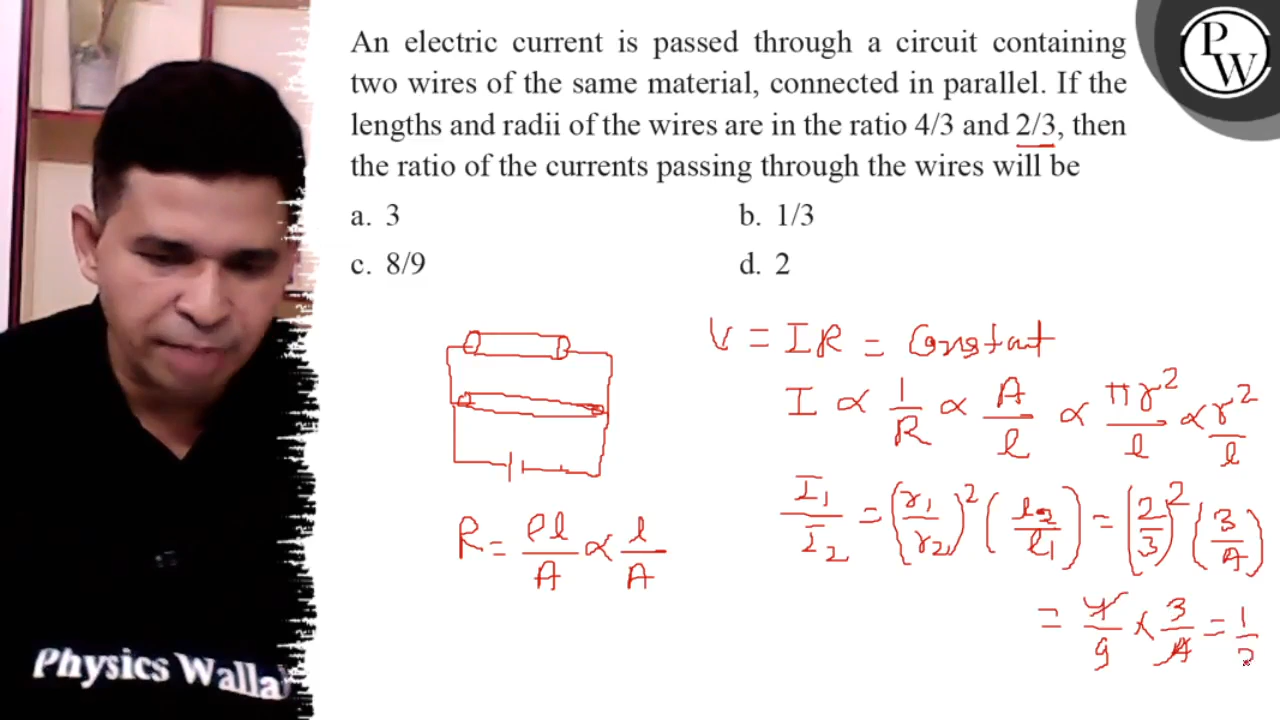 An electric current is passed through a circuit containing
two wires of the same material, connected in parallel. If the
lengths and radii of the wires are in the ratio 4/3 and 2/3, then
the ratio of the currents passing through the wires will be
a. 3 b. 1/3
c. 8/9 d. 2
PW
V = IR = Constant
I ∝ 1/R ∝ A/l ∝ πr²/l ∝ r²/l
I₁/I₂ = (r₁/r₂)² (l₂/l₁) = (2/3)² (3/4)
R = ρl/A ∝ l/A
= 4/9 × 3/4 = 1/
Physics Walla